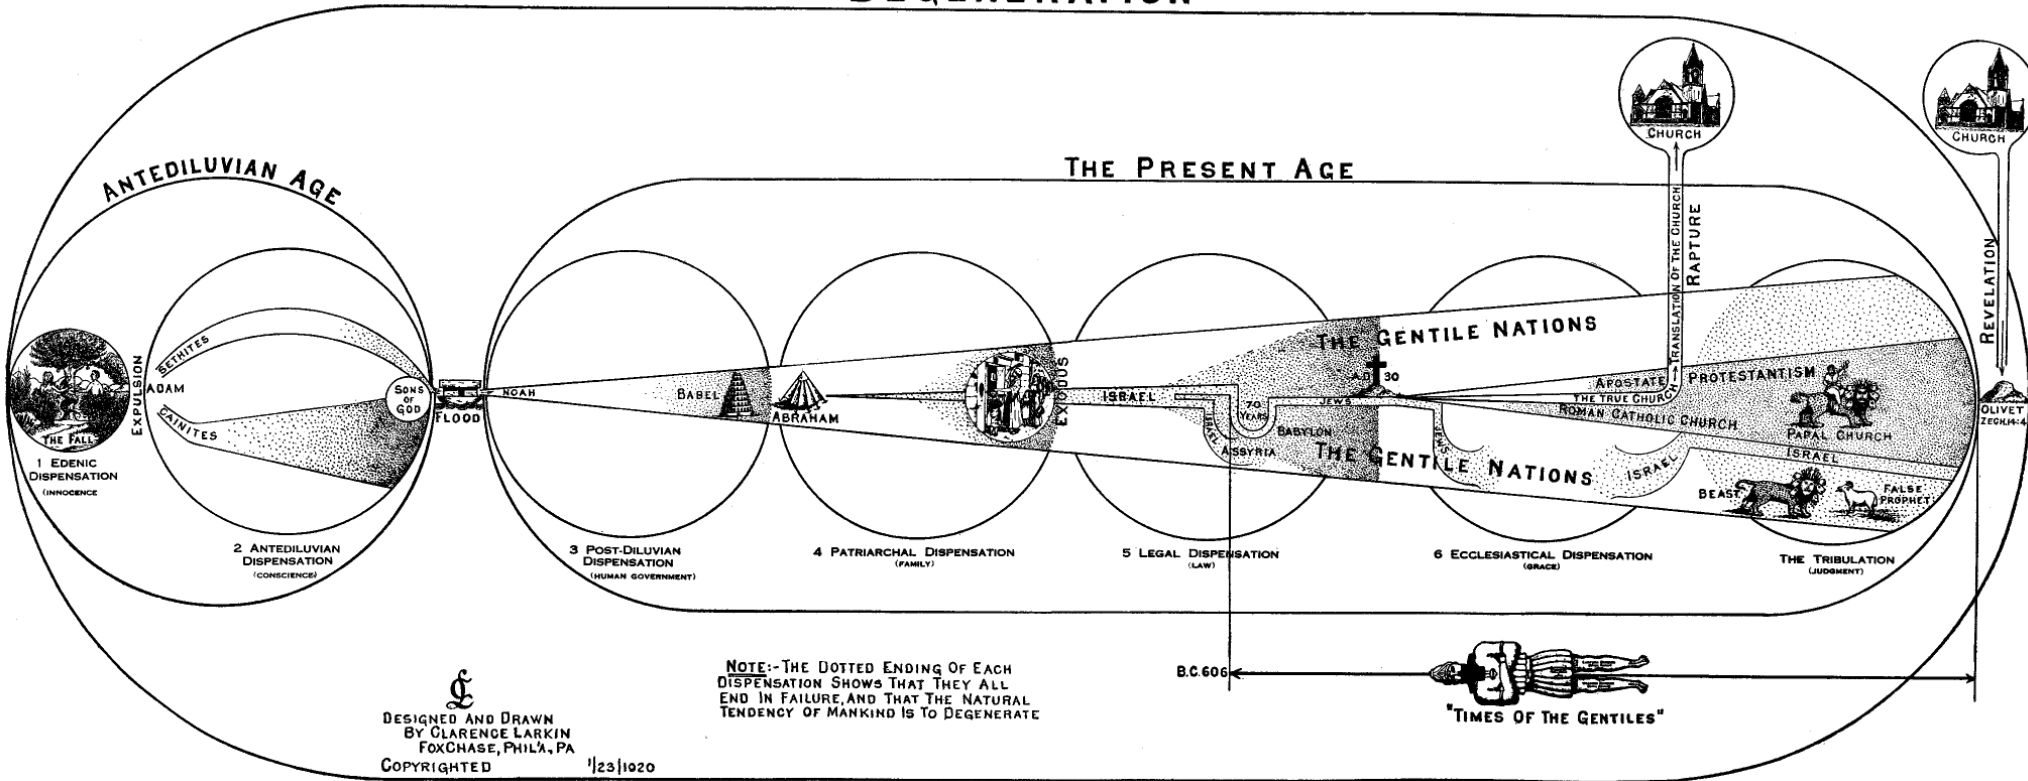 DEGENERATION
ANTEDILUVIAN AGE
THE PRESENT AGE
CHURCH
CHURCH
TRANSLATION OF THE CHURCH
RAPTURE
REVELATION
THE FALL
EXPULSION
ADAM
SETHITES
CAINITES
SONS
OF
GOD
FLOOD
NOAH
BABEL
ABRAHAM
EXODUS
ISRAEL
ISRAEL
ASSYRIA
70
YEARS
BABYLON
JEWS
A.D. 30
THE GENTILE NATIONS
THE GENTILE NATIONS
JEWS
ISRAEL
APOSTATE PROTESTANTISM
THE TRUE CHURCH
ROMAN CATHOLIC CHURCH
PAPAL CHURCH
ISRAEL
BEAST
FALSE
PROPHET
OLIVET
ZECH.14:4
1 EDENIC
DISPENSATION
(INNOCENCE
2 ANTEDILUVIAN
DISPENSATION
(CONSCIENCE)
3 POST-DILUVIAN
DISPENSATION
(HUMAN GOVERNMENT)
4 PATRIARCHAL DISPENSATION
(FAMILY)
5 LEGAL DISPENSATION
(LAW)
6 ECCLESIASTICAL DISPENSATION
(GRACE)
THE TRIBULATION
(JUDGMENT)
B.C.606
"TIMES OF THE GENTILES"
NOTE:-THE DOTTED ENDING OF EACH
DISPENSATION SHOWS THAT THEY ALL
END IN FAILURE, AND THAT THE NATURAL
TENDENCY OF MANKIND IS TO DEGENERATE
CL
DESIGNED AND DRAWN
BY CLARENCE LARKIN
FOXCHASE, PHIL'A, PA
COPYRIGHTED 1/23/1920